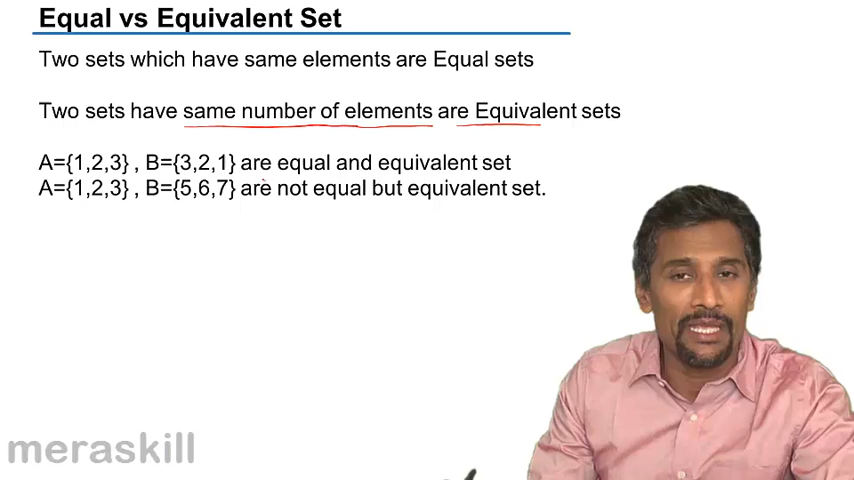 Equal vs Equivalent Set
Two sets which have same elements are Equal sets
Two sets have same number of elements are Equivalent sets
A={1,2,3} , B={3,2,1} are equal and equivalent set
A={1,2,3} , B={5,6,7} are not equal but equivalent set.
meraskill